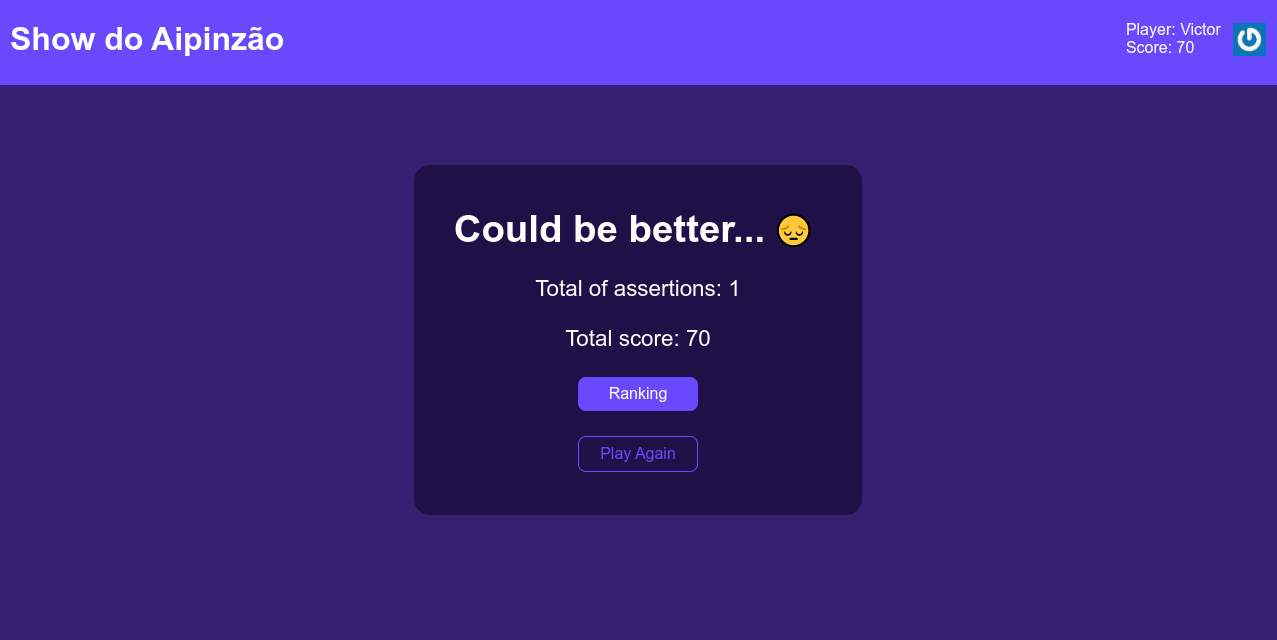 Show do Aipinzão
Player: Victor
Score: 70
Could be better... 😔
Total of assertions: 1
Total score: 70
Ranking
Play Again